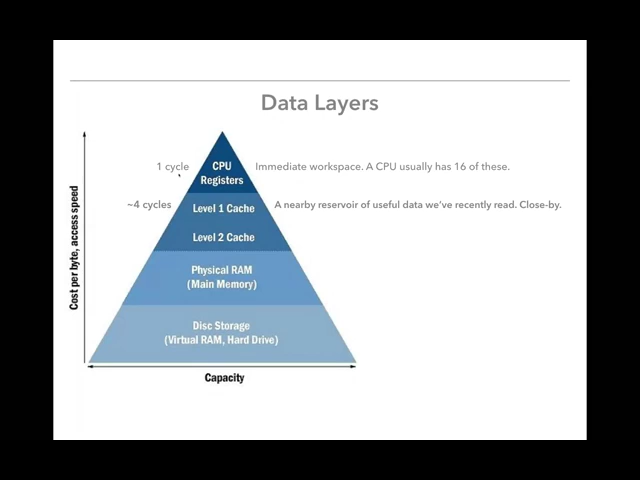 Data Layers
1 cycle
CPU
Registers
Immediate workspace. A CPU usually has 16 of these.
~4 cycles
Level 1 Cache
A nearby reservoir of useful data we've recently read. Close-by.
Level 2 Cache
Physical RAM
(Main Memory)
Disc Storage
(Virtual RAM, Hard Drive)
Cost per byte, access speed
Capacity